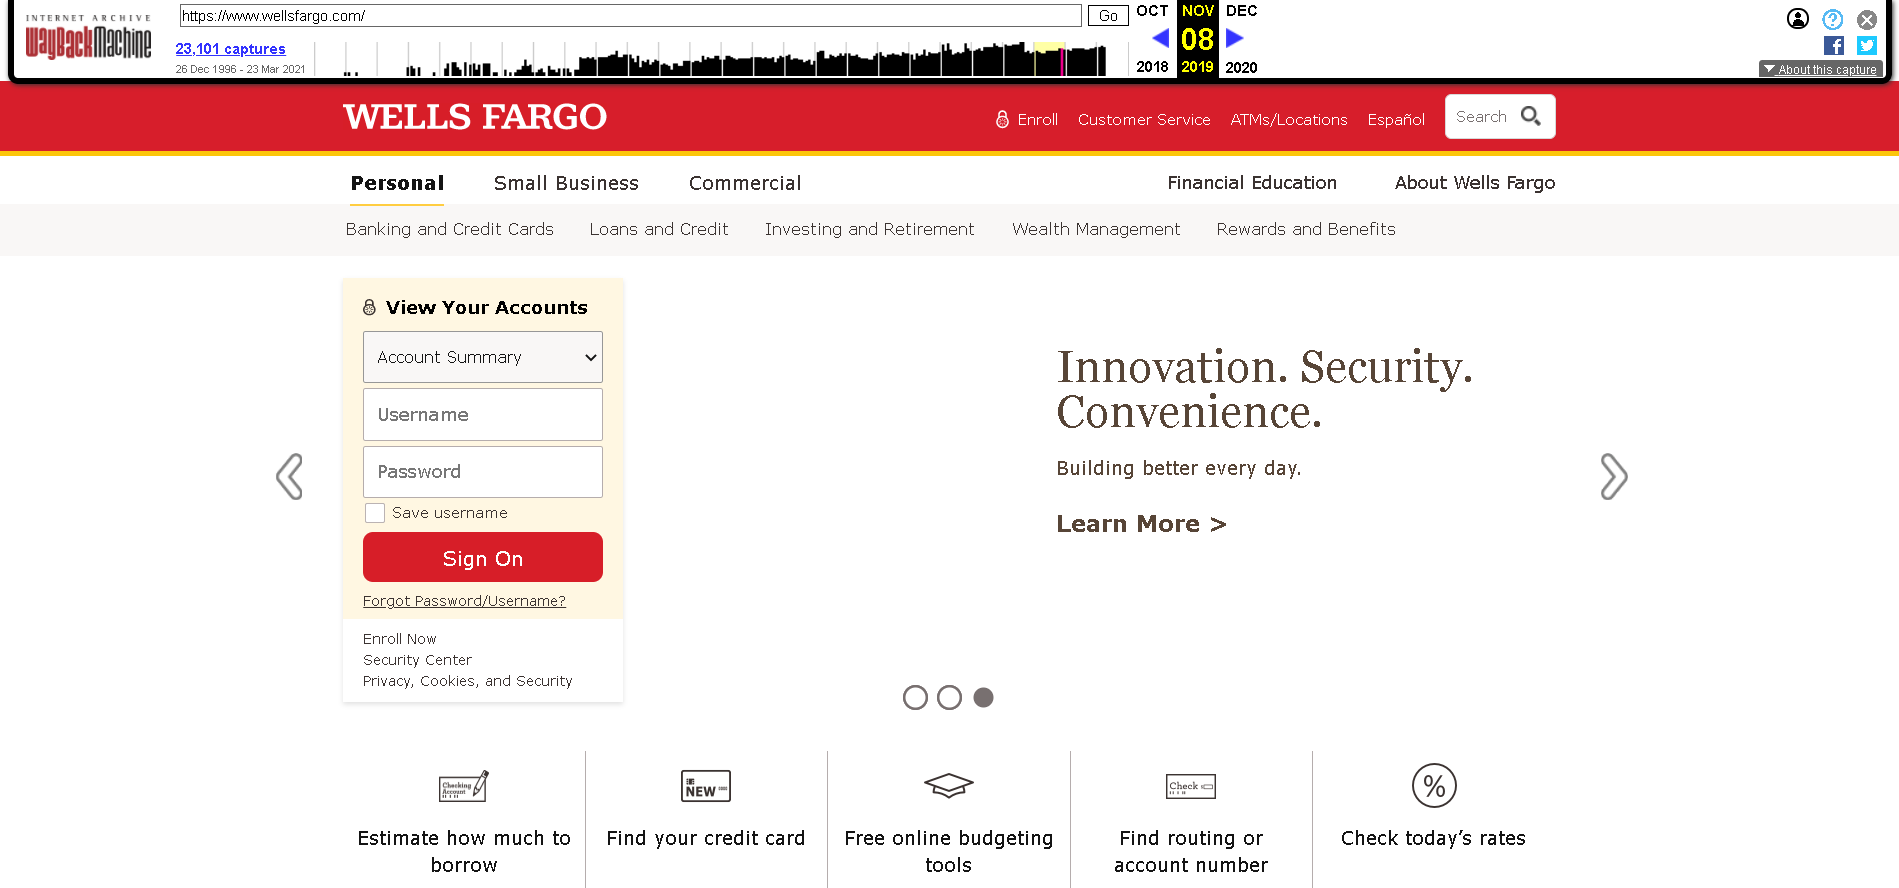 INTERNET ARCHIVE
WayBackMachine
https://www.wellsfargo.com/
Go
OCT NOV DEC
23,101 captures
08
26 Dec 1996 - 23 Mar 2021
2018 2019 2020
About this capture
WELLS FARGO
Enroll Customer Service ATMs/Locations Español Search
Personal Small Business Commercial Financial Education About Wells Fargo
Banking and Credit Cards Loans and Credit Investing and Retirement Wealth Management Rewards and Benefits
View Your Accounts
Account Summary
Username
Password
Save username
Sign On
Forgot Password/Username?
Enroll Now
Security Center
Privacy, Cookies, and Security
Innovation. Security.
Convenience.
Building better every day.
Learn More >
Checking
Account
NEW
Check
%
Estimate how much to
borrow
Find your credit card
Free online budgeting
tools
Find routing or
account number
Check today’s rates